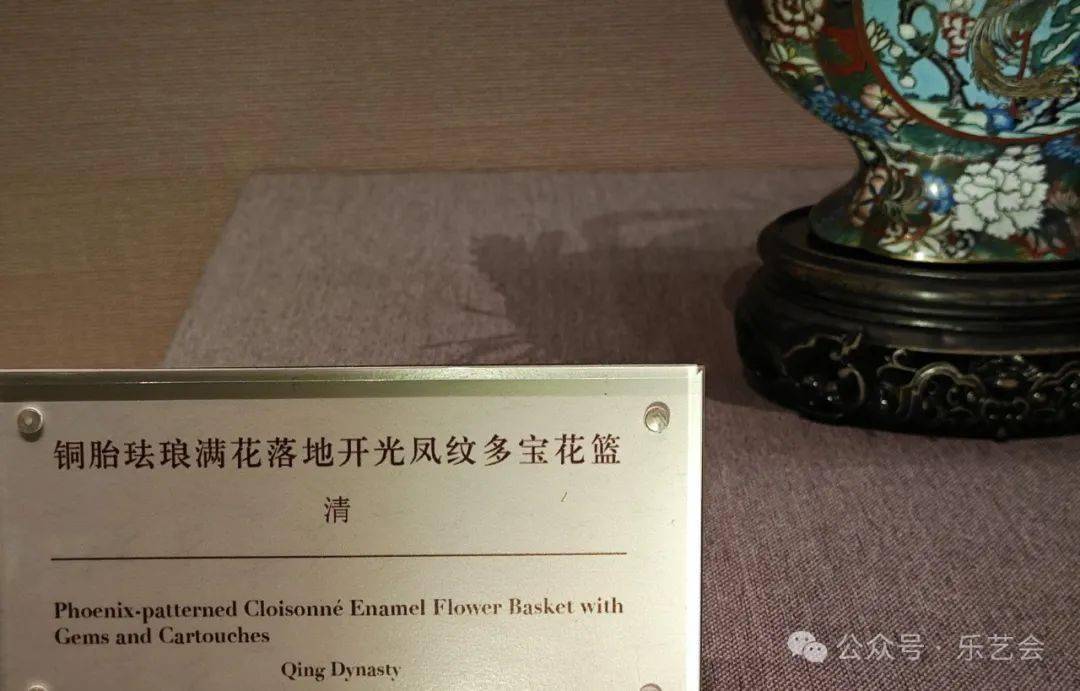 铜胎珐琅满花落地开光凤纹多宝花篮
清
Phoenix-patterned Cloisonné Enamel Flower Basket with
Gems and Cartouches
Qing Dynasty
公众号·乐艺会